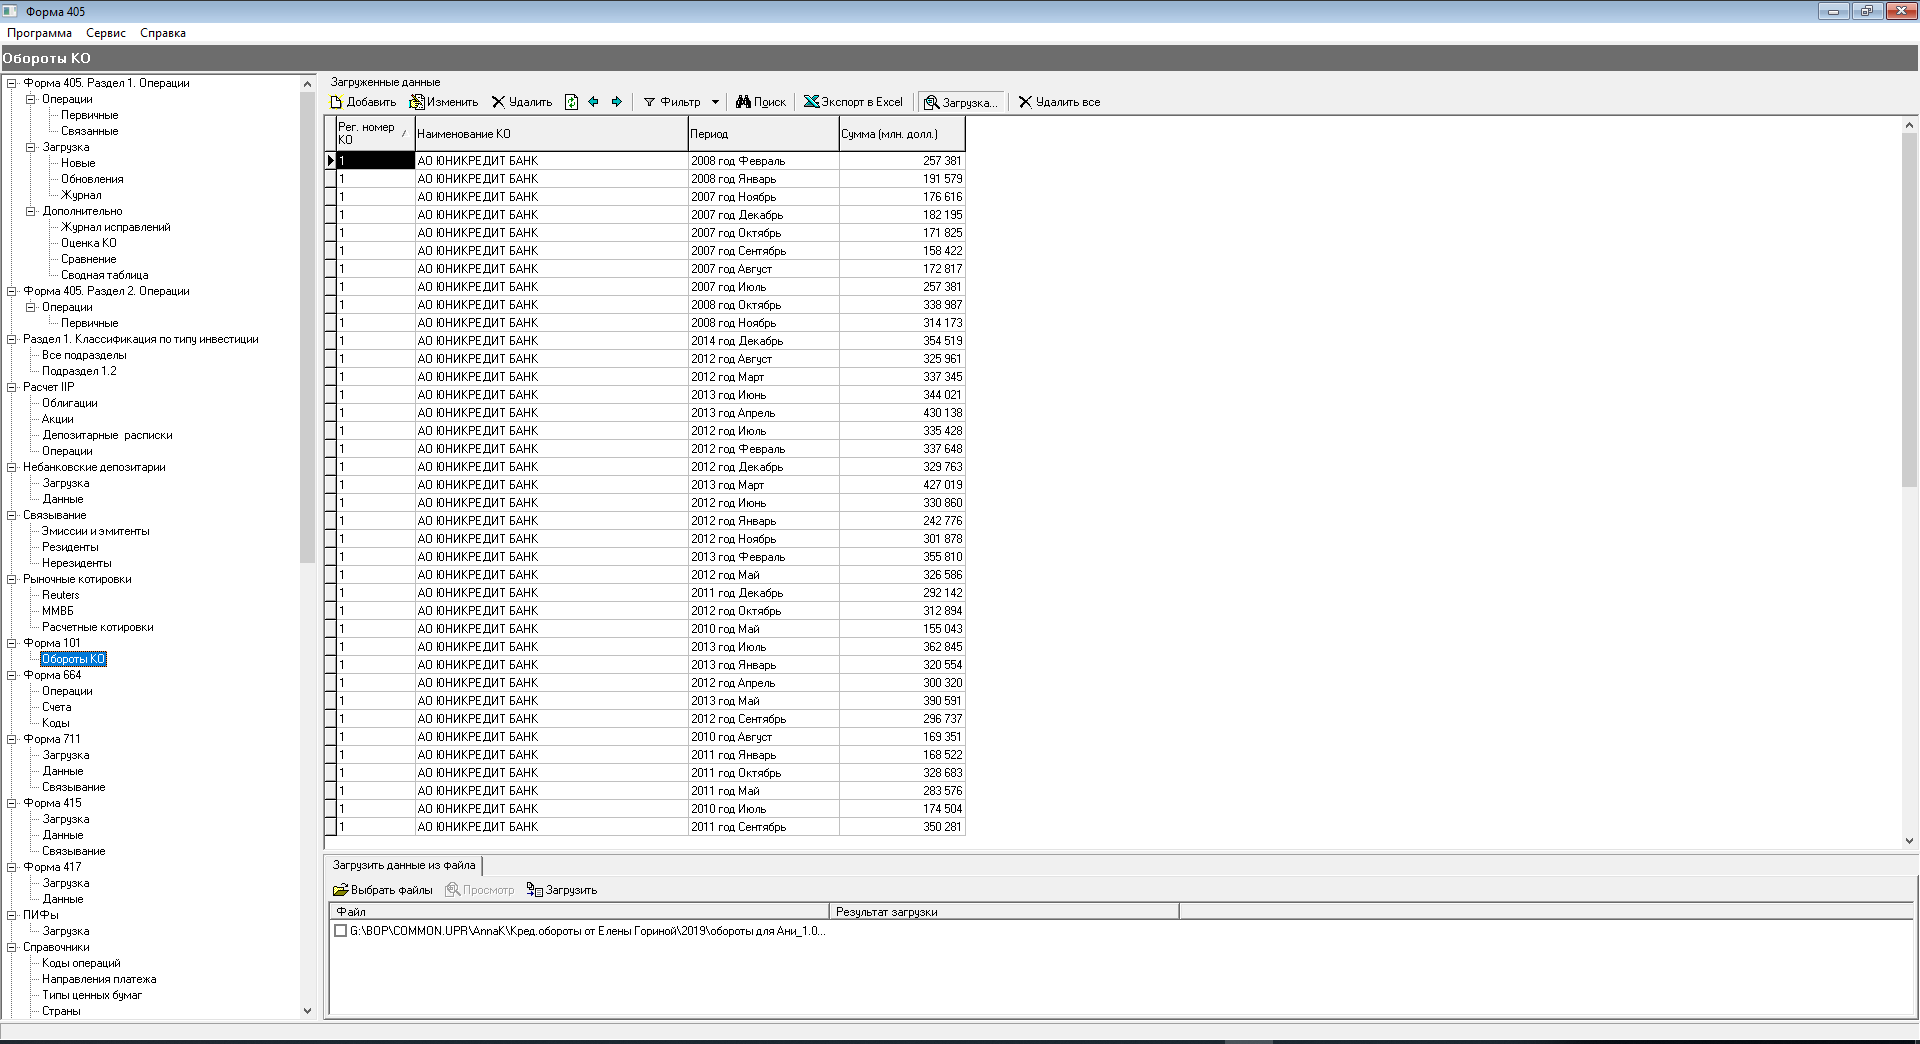 Форма 405
Программа Сервис Справка
Обороты КО
Форма 405. Раздел 1. Операции
Операции
Первичные
Связанные
Загрузка
Новые
Обновления
Журнал
Дополнительно
Журнал исправлений
Оценка КО
Сравнение
Сводная таблица
Форма 405. Раздел 2. Операции
Операции
Первичные
Раздел 1. Классификация по типу инвестиции
Все подразделы
Подраздел 1.2
Расчет IIP
Облигации
Акции
Депозитарные расписки
Операции
Небанковские депозитарии
Загрузка
Данные
Связывание
Эмиссии и эмитенты
Резиденты
Нерезиденты
Рыночные котировки
Reuters
ММВБ
Расчетные котировки
Форма 101
Обороты КО
Форма 664
Операции
Счета
Коды
Форма 711
Загрузка
Данные
Связывание
Форма 415
Загрузка
Данные
Связывание
Форма 417
Загрузка
Данные
ПИФы
Загрузка
Справочники
Коды операций
Направления платежа
Типы ценных бумаг
Страны
Загруженные данные
Добавить Изменить Удалить Фильтр Поиск Экспорт в Excel Загрузка... Удалить все
Рег. номер КО Наименование КО Период Сумма (млн. долл.)
1 АО ЮНИКРЕДИТ БАНК 2008 год Февраль 257 381
1 АО ЮНИКРЕДИТ БАНК 2008 год Январь 191 579
1 АО ЮНИКРЕДИТ БАНК 2007 год Ноябрь 176 616
1 АО ЮНИКРЕДИТ БАНК 2007 год Декабрь 182 195
1 АО ЮНИКРЕДИТ БАНК 2007 год Октябрь 171 825
1 АО ЮНИКРЕДИТ БАНК 2007 год Сентябрь 158 422
1 АО ЮНИКРЕДИТ БАНК 2007 год Август 172 817
1 АО ЮНИКРЕДИТ БАНК 2007 год Июль 257 381
1 АО ЮНИКРЕДИТ БАНК 2008 год Октябрь 338 987
1 АО ЮНИКРЕДИТ БАНК 2008 год Ноябрь 314 173
1 АО ЮНИКРЕДИТ БАНК 2014 год Декабрь 354 519
1 АО ЮНИКРЕДИТ БАНК 2012 год Август 325 961
1 АО ЮНИКРЕДИТ БАНК 2012 год Март 337 345
1 АО ЮНИКРЕДИТ БАНК 2013 год Июнь 344 021
1 АО ЮНИКРЕДИТ БАНК 2013 год Апрель 430 138
1 АО ЮНИКРЕДИТ БАНК 2012 год Июль 335 428
1 АО ЮНИКРЕДИТ БАНК 2012 год Февраль 337 648
1 АО ЮНИКРЕДИТ БАНК 2012 год Декабрь 329 763
1 АО ЮНИКРЕДИТ БАНК 2013 год Март 427 019
1 АО ЮНИКРЕДИТ БАНК 2012 год Июнь 330 860
1 АО ЮНИКРЕДИТ БАНК 2012 год Январь 242 776
1 АО ЮНИКРЕДИТ БАНК 2012 год Ноябрь 301 878
1 АО ЮНИКРЕДИТ БАНК 2013 год Февраль 355 810
1 АО ЮНИКРЕДИТ БАНК 2012 год Май 326 586
1 АО ЮНИКРЕДИТ БАНК 2011 год Декабрь 292 142
1 АО ЮНИКРЕДИТ БАНК 2012 год Октябрь 312 894
1 АО ЮНИКРЕДИТ БАНК 2010 год Май 155 043
1 АО ЮНИКРЕДИТ БАНК 2013 год Июль 362 845
1 АО ЮНИКРЕДИТ БАНК 2013 год Январь 320 554
1 АО ЮНИКРЕДИТ БАНК 2012 год Апрель 300 320
1 АО ЮНИКРЕДИТ БАНК 2013 год Май 390 591
1 АО ЮНИКРЕДИТ БАНК 2012 год Сентябрь 296 737
1 АО ЮНИКРЕДИТ БАНК 2010 год Август 169 351
1 АО ЮНИКРЕДИТ БАНК 2011 год Январь 168 522
1 АО ЮНИКРЕДИТ БАНК 2011 год Октябрь 328 683
1 АО ЮНИКРЕДИТ БАНК 2011 год Май 283 576
1 АО ЮНИКРЕДИТ БАНК 2010 год Июль 174 504
1 АО ЮНИКРЕДИТ БАНК 2011 год Сентябрь 350 281
Загрузить данные из файла
Выбрать файлы Просмотр Загрузить
Файл Результат загрузки
G:\BOP\COMMON.UPR\AnnaK\Кред.обороты от Елены Гориной\2019\обороты для Ани_1.0...